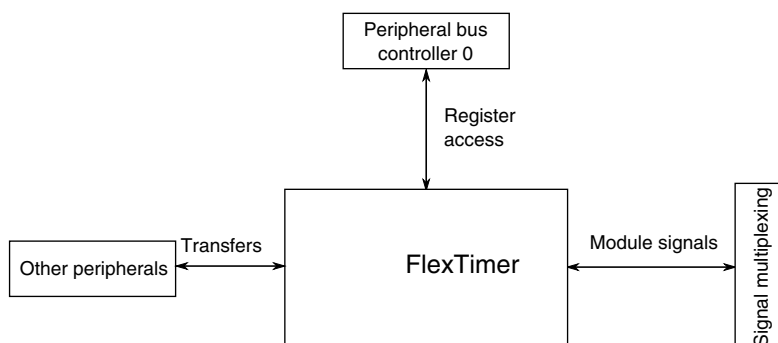 Peripheral bus
controller 0
Register
access
Transfers
Other peripherals
FlexTimer
Module signals
Signal multiplexing